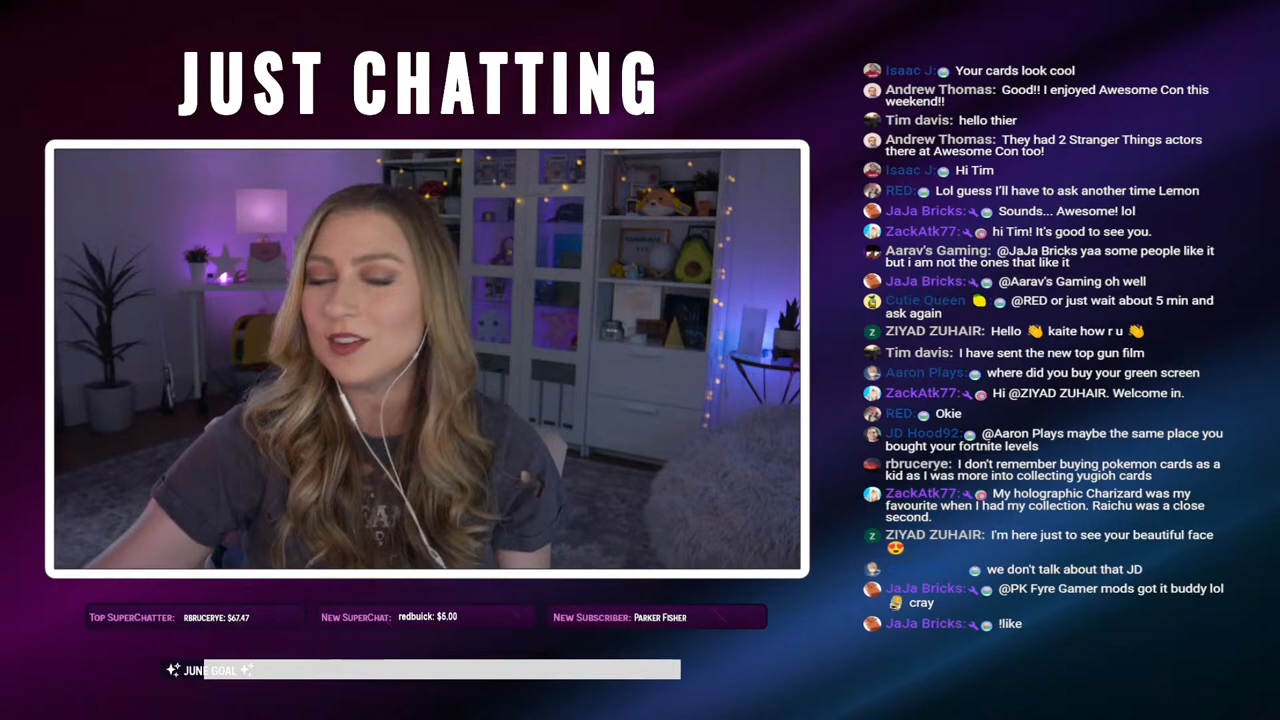 JUST CHATTING
Isaac J: Your cards look cool
Andrew Thomas: Good!! I enjoyed Awesome Con this
weekend!!
Tim davis: hello thier
Andrew Thomas: They had 2 Stranger Things actors
there at Awesome Con too!
Isaac J: Hi Tim
RED: Lol guess I'll have to ask another time Lemon
JaJa Bricks: Sounds... Awesome! lol
ZackAtk77: hi Tim! It's good to see you.
Aarav's Gaming: @JaJa Bricks yaa some people like it
but i am not the ones that like it
JaJa Bricks: @Aarav's Gaming oh well
Cutie Queen 🍋: @RED or just wait about 5 min and
ask again
Z
ZIYAD ZUHAIR: Hello 👋 kaite how r u 👋
Tim davis: I have sent the new top gun film
Aaron Plays: where did you buy your green screen
ZackAtk77: Hi @ZIYAD ZUHAIR. Welcome in.
RED: Okie
JD Hood92: @Aaron Plays maybe the same place you
bought your fortnite levels
rbrucerye: I don't remember buying pokemon cards as a
kid as I was more into collecting yugioh cards
ZackAtk77: My holographic Charizard was my
favourite when I had my collection. Raichu was a close
second.
Z
ZIYAD ZUHAIR: I'm here just to see your beautiful face
😍
we don't talk about that JD
JaJa Bricks: @PK Fyre Gamer mods got it buddy lol
cray
JaJa Bricks: !like
TOP SUPERCHATTER: RBRUCERYE: $67.47
NEW SUPERCHAT: redbuick: $5.00
NEW SUBSCRIBER: PARKER FISHER
✨ JUNE GOAL ✨